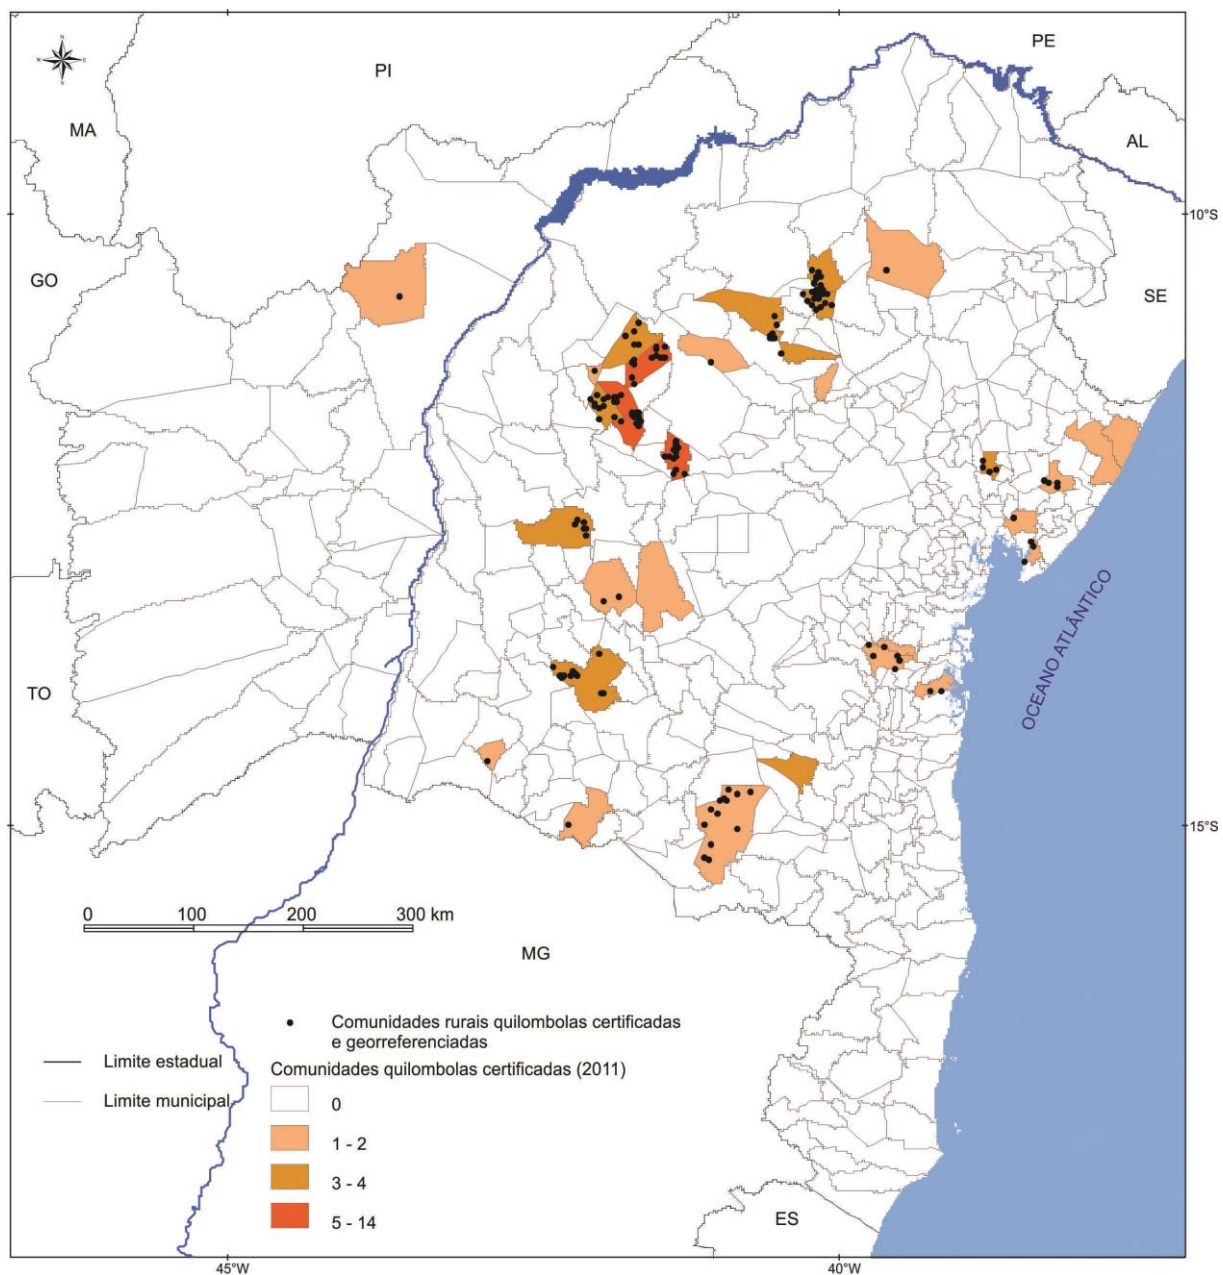 N
W E
S
PE
PI
MA
AL
10°S
GO
SE
OCEANO ATLÂNTICO
TO
15°S
0 100 200 300 km
MG
Comunidades rurais quilombolas certificadas
e georreferenciadas
Limite estadual
Comunidades quilombolas certificadas (2011)
Limite municipal
0
1 - 2
3 - 4
5 - 14
ES
45°W 40°W